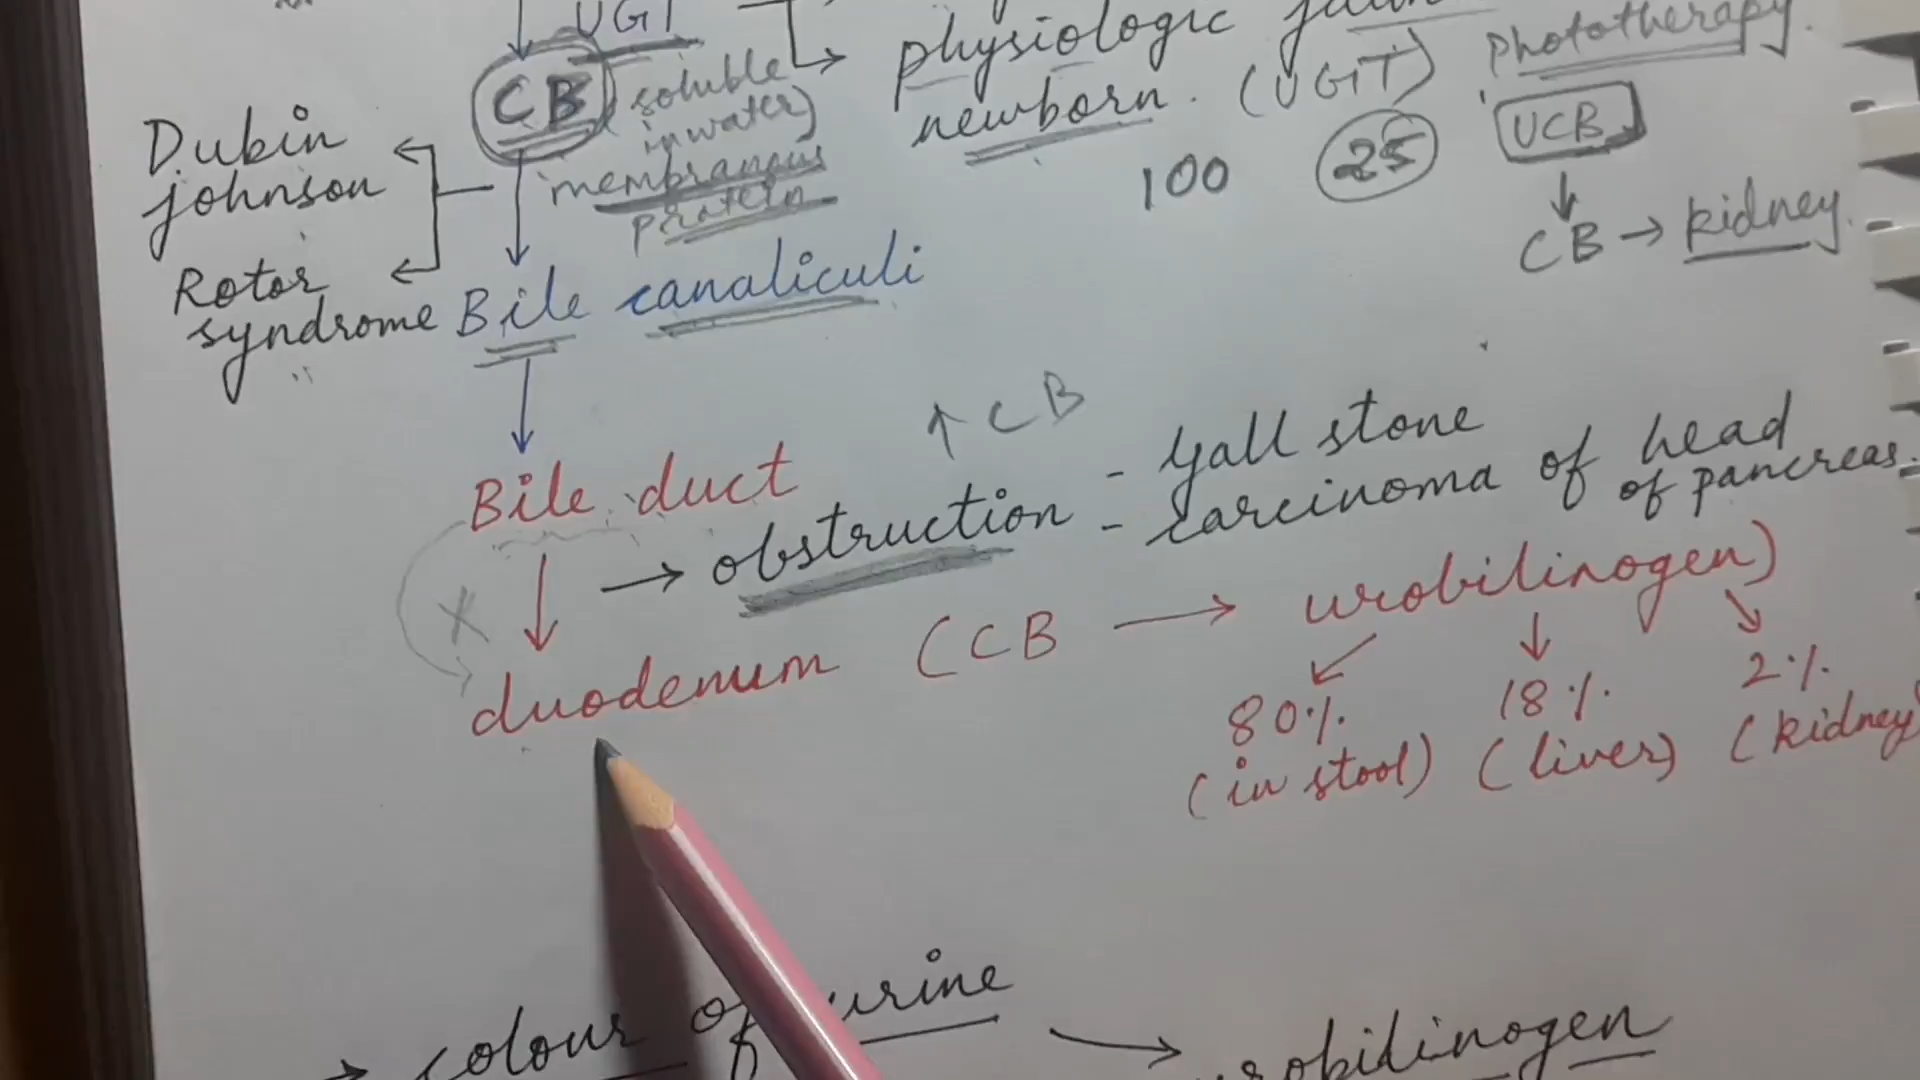 UGT
CB soluble in water)
membranous protein
physiologic
newborn. (UGIT)
Phototherapy.
UCB
CB → kidney
100 25
Dubin johnson
Rotor syndrome
Bile canaliculi
↑ CB
Bile duct
→ obstruction - gall stone
- carcinoma of head of pancreas.
X
duodenum (CB → urobilinogen)
80% (in stool)
18% (liver)
2% (kidney)
→ colour of urine → urobilinogen